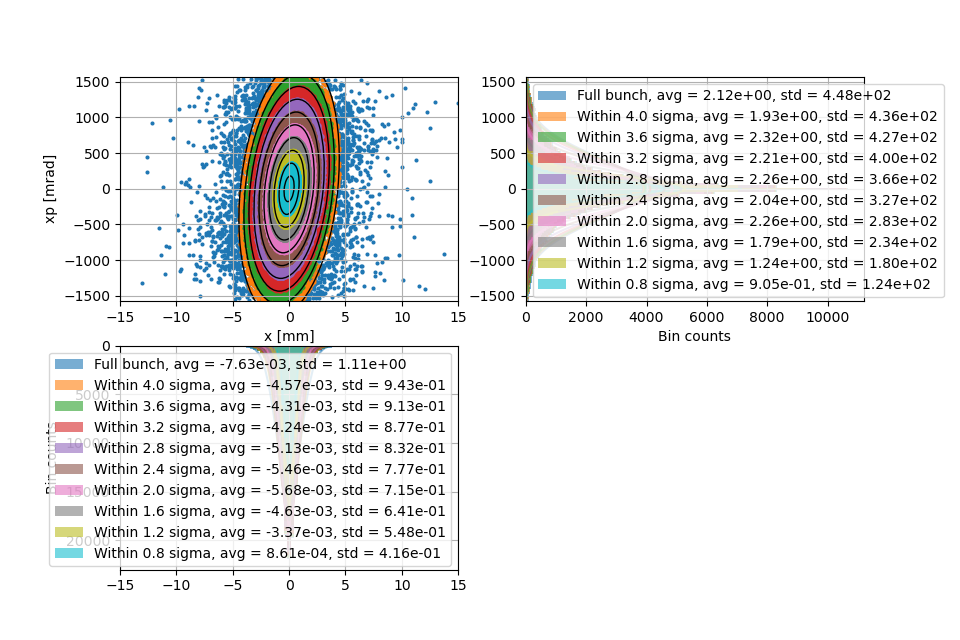 1500
1000
500
0
−500
−1000
−1500
xp [mrad]
−15 −10 −5 0 5 10 15
x [mm]
1500
1000
500
0
−500
−1000
−1500
Full bunch, avg = 2.12e+00, std = 4.48e+02
Within 4.0 sigma, avg = 1.93e+00, std = 4.36e+02
Within 3.6 sigma, avg = 2.32e+00, std = 4.27e+02
Within 3.2 sigma, avg = 2.21e+00, std = 4.00e+02
Within 2.8 sigma, avg = 2.26e+00, std = 3.66e+02
Within 2.4 sigma, avg = 2.04e+00, std = 3.27e+02
Within 2.0 sigma, avg = 2.26e+00, std = 2.83e+02
Within 1.6 sigma, avg = 1.79e+00, std = 2.34e+02
Within 1.2 sigma, avg = 1.24e+00, std = 1.80e+02
Within 0.8 sigma, avg = 9.05e-01, std = 1.24e+02
0 2000 4000 6000 8000 10000
Bin counts
0
5000
10000
15000
20000
Bin counts
Full bunch, avg = -7.63e-03, std = 1.11e+00
Within 4.0 sigma, avg = -4.57e-03, std = 9.43e-01
Within 3.6 sigma, avg = -4.31e-03, std = 9.13e-01
Within 3.2 sigma, avg = -4.24e-03, std = 8.77e-01
Within 2.8 sigma, avg = -5.13e-03, std = 8.32e-01
Within 2.4 sigma, avg = -5.46e-03, std = 7.77e-01
Within 2.0 sigma, avg = -5.68e-03, std = 7.15e-01
Within 1.6 sigma, avg = -4.63e-03, std = 6.41e-01
Within 1.2 sigma, avg = -3.37e-03, std = 5.48e-01
Within 0.8 sigma, avg = 8.61e-04, std = 4.16e-01
−15 −10 −5 0 5 10 15